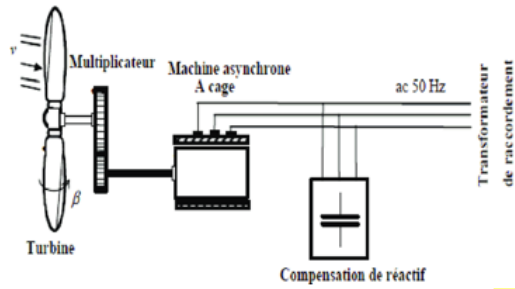 v
Multiplicateur
Machine asynchrone
A cage
ac 50 Hz
Transformateur
de raccordement
β
Turbine
Compensation de réactif